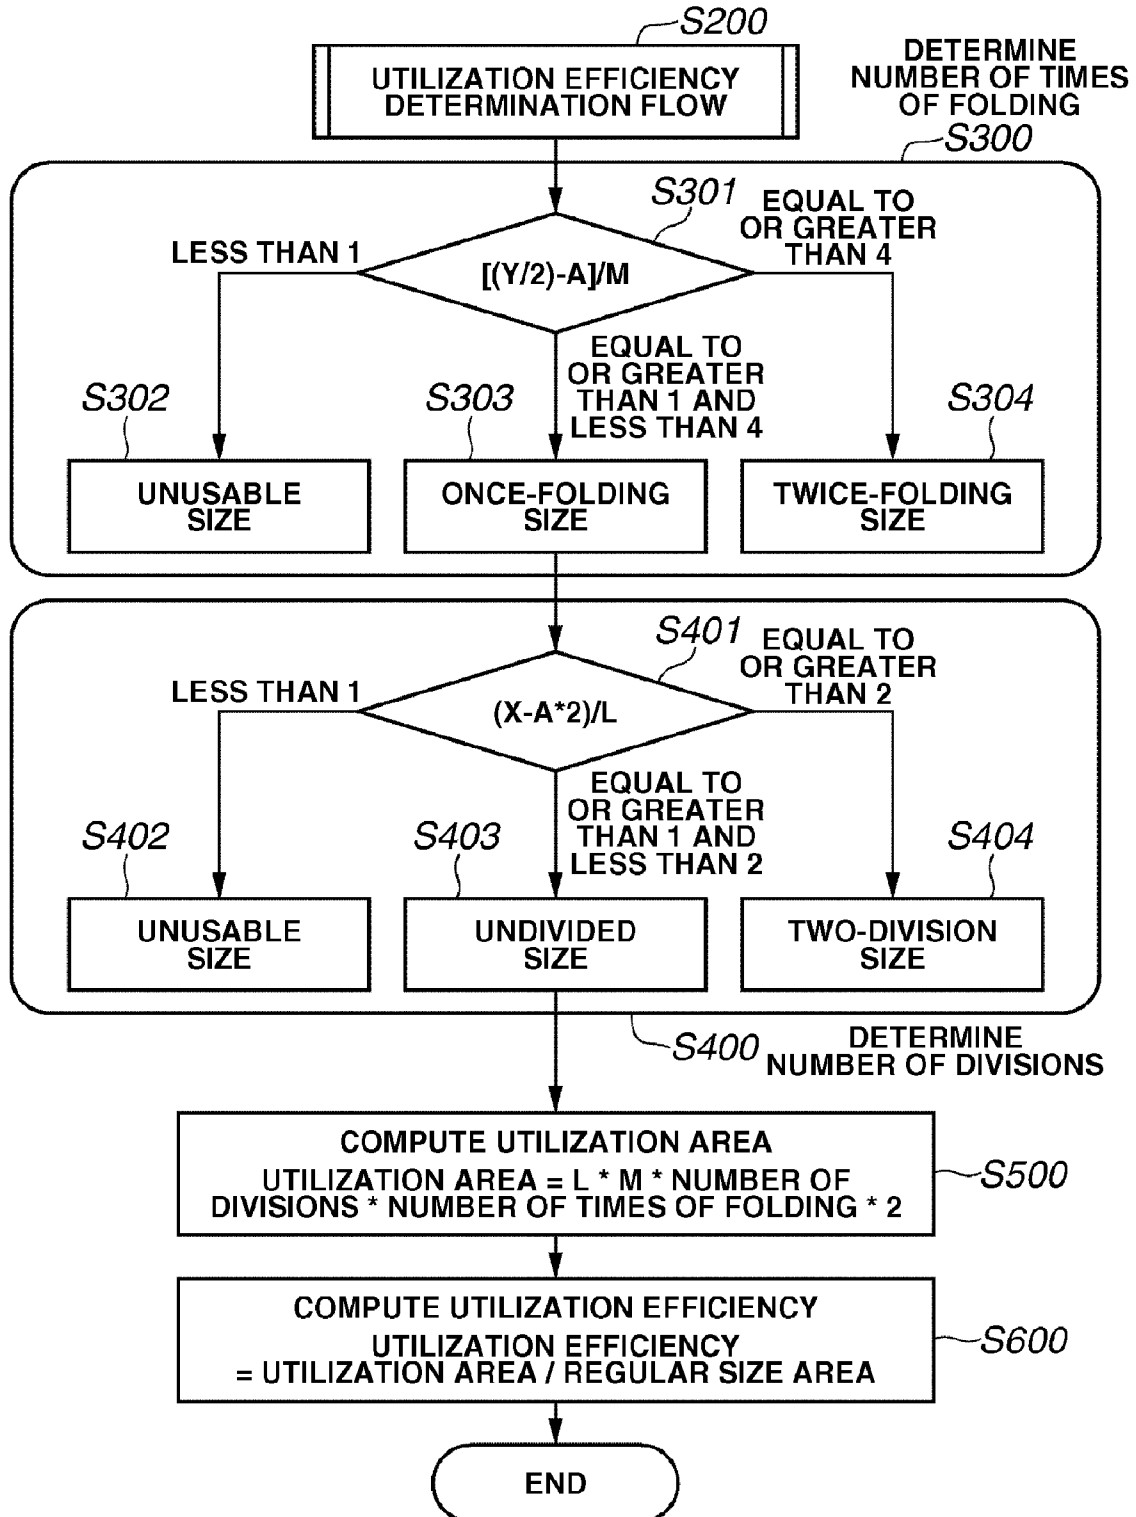 S200
UTILIZATION EFFICIENCY
DETERMINATION FLOW
DETERMINE
NUMBER OF TIMES
OF FOLDING
S300
S301
[(Y/2)-A]/M
LESS THAN 1
EQUAL TO
OR GREATER
THAN 4
EQUAL TO
OR GREATER
THAN 1 AND
LESS THAN 4
S302
UNUSABLE
SIZE
S303
ONCE-FOLDING
SIZE
S304
TWICE-FOLDING
SIZE
S401
(X-A*2)/L
LESS THAN 1
EQUAL TO
OR GREATER
THAN 2
EQUAL TO
OR GREATER
THAN 1 AND
LESS THAN 2
S402
UNUSABLE
SIZE
S403
UNDIVIDED
SIZE
S404
TWO-DIVISION
SIZE
S400
DETERMINE
NUMBER OF DIVISIONS
COMPUTE UTILIZATION AREA
UTILIZATION AREA = L * M * NUMBER OF
DIVISIONS * NUMBER OF TIMES OF FOLDING * 2
S500
COMPUTE UTILIZATION EFFICIENCY
UTILIZATION EFFICIENCY
= UTILIZATION AREA / REGULAR SIZE AREA
S600
END